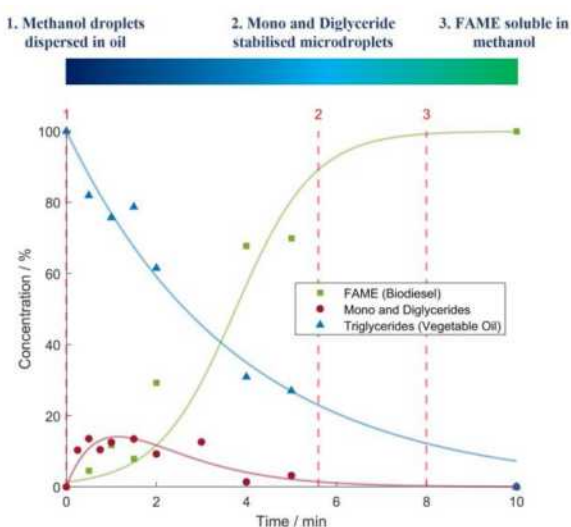 1. Methanol droplets
dispersed in oil
2. Mono and Diglyceride
stabilised microdroplets
3. FAME soluble in
methanol
1
2
3
100
80
60
40
20
0
Concentration / %
FAME (Biodiesel)
Mono and Diglycerides
Triglycerides (Vegetable Oil)
0
2
4
6
8
10
Time / min